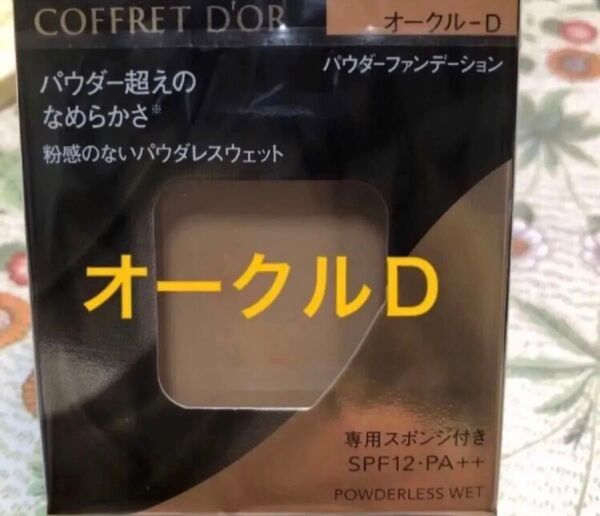 COFFRET D'OR
オークル-D
パウダーファンデーション
パウダー超えの
なめらかさ※
粉感のないパウダレスウェット
オークルD
専用スポンジ付き
SPF12・PA++
POWDERLESS WET